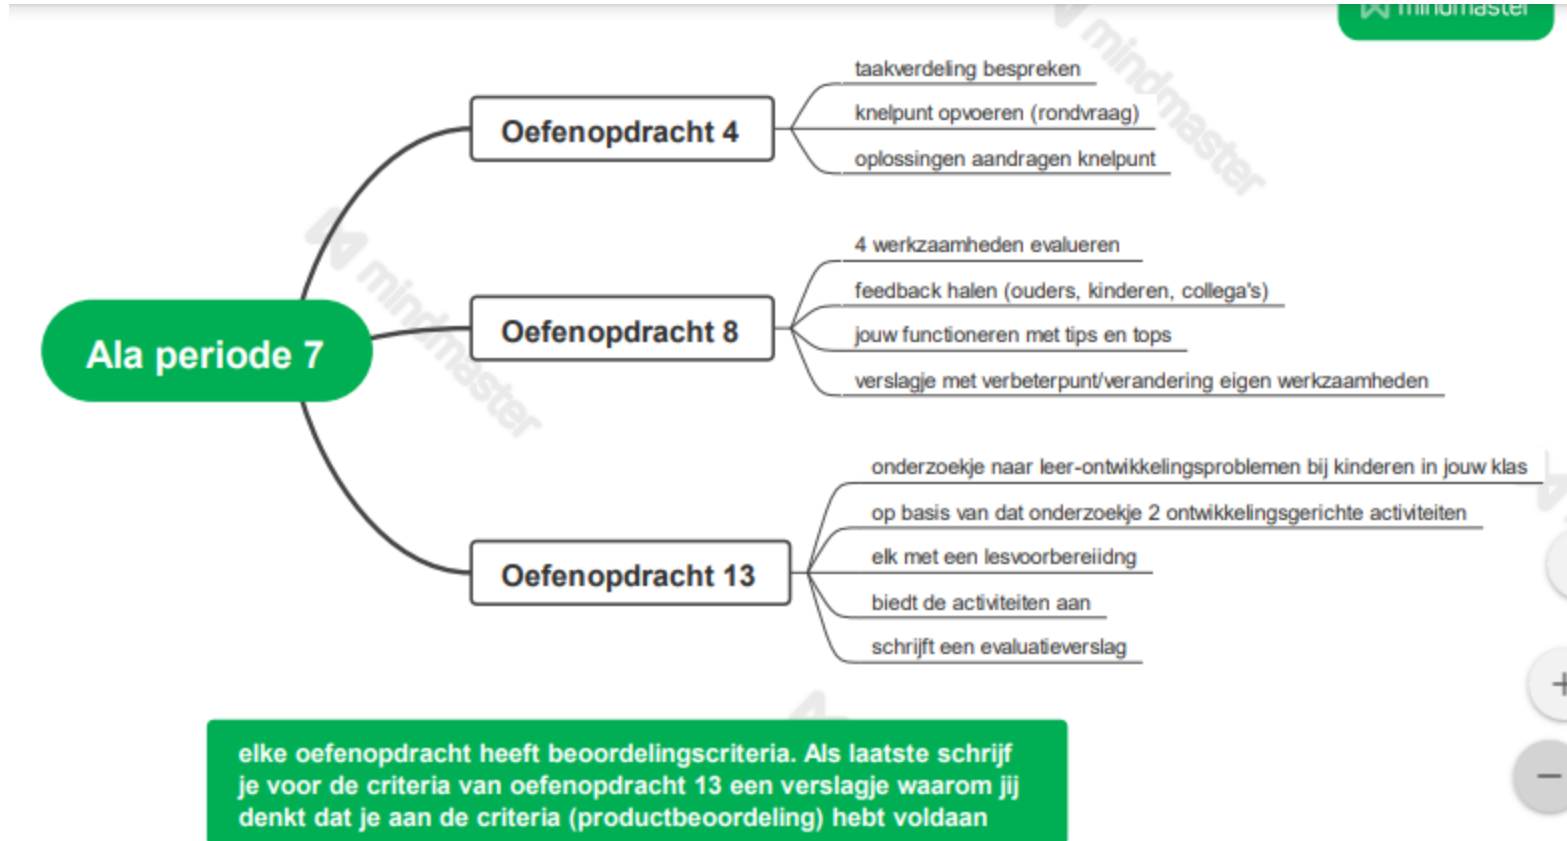 mindmaster
taakverdeling bespreken
knelpunt opvoeren (rondvraag)
oplossingen aandragen knelpunt
Oefenopdracht 4
mindmaster
4 werkzaamheden evalueren
feedback halen (ouders, kinderen, collega's)
jouw functioneren met tips en tops
verslagje met verbeterpunt/verandering eigen werkzaamheden
Oefenopdracht 8
Ala periode 7
mindmaster
onderzoekje naar leer-ontwikkelingsproblemen bij kinderen in jouw klas
op basis van dat onderzoekje 2 ontwikkelingsgerichte activiteiten
elk met een lesvoorbereiidng
biedt de activiteiten aan
schrijft een evaluatieverslag
Oefenopdracht 13
elke oefenopdracht heeft beoordelingscriteria. Als laatste schrijf
je voor de criteria van oefenopdracht 13 een verslagje waarom jij
denkt dat je aan de criteria (productbeoordeling) hebt voldaan